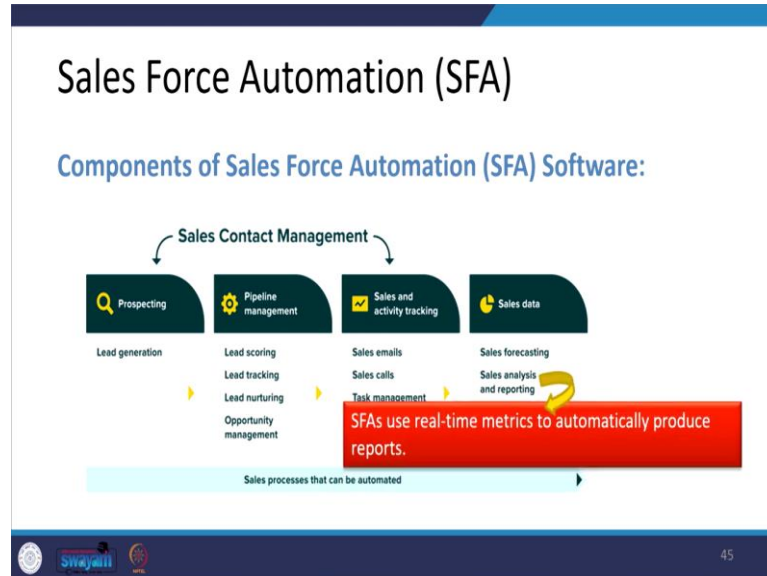 Sales Force Automation (SFA)
Components of Sales Force Automation (SFA) Software:
Sales Contact Management
Prospecting
Lead generation
Pipeline
management
Lead scoring
Lead tracking
Lead nurturing
Opportunity
management
Sales and
activity tracking
Sales emails
Sales calls
Task management
Sales data
Sales forecasting
Sales analysis
and reporting
SFAs use real-time metrics to automatically produce
reports.
Sales processes that can be automated
swayam
45